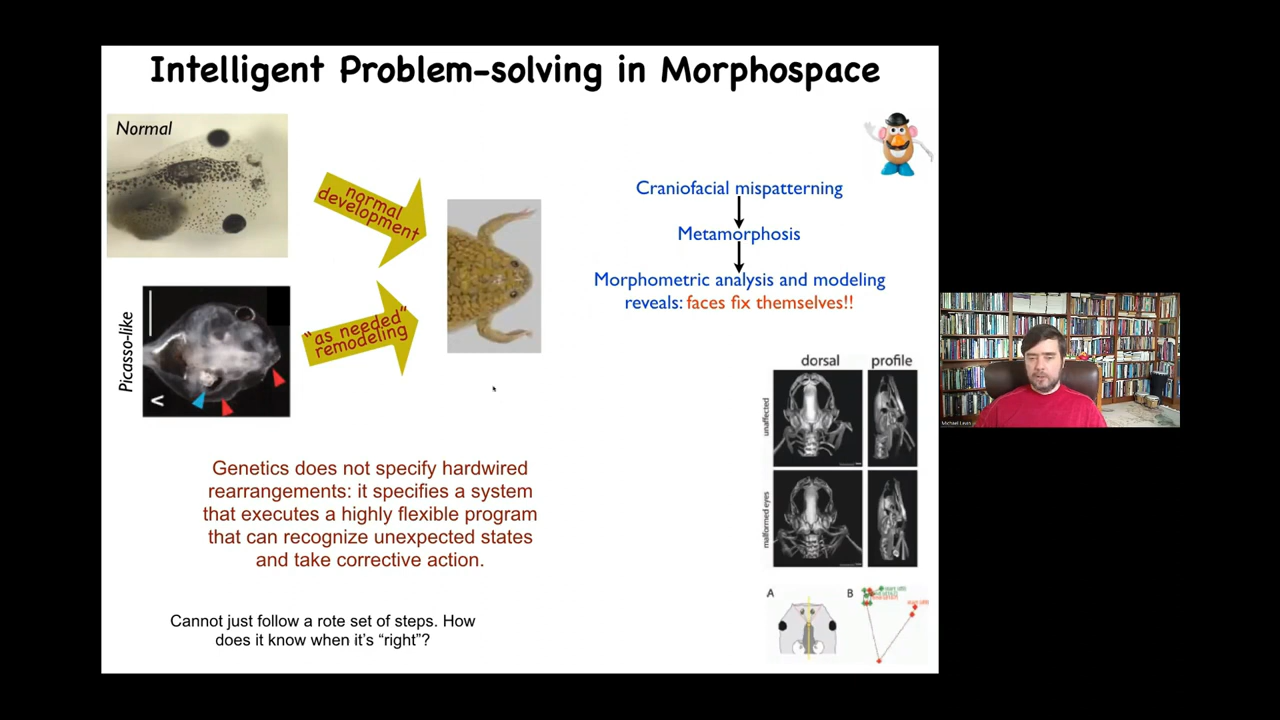 Intelligent Problem-solving in Morphospace
Normal
normal
development
Picasso-like
"as needed"
remodeling
<
Craniofacial mispatterning
Metamorphosis
Morphometric analysis and modeling
reveals: faces fix themselves!!
dorsal
profile
unaffected
malformed eyes
Genetics does not specify hardwired
rearrangements: it specifies a system
that executes a highly flexible program
that can recognize unexpected states
and take corrective action.
Cannot just follow a rote set of steps. How
does it know when it's "right"?
A
B
Michael Levin